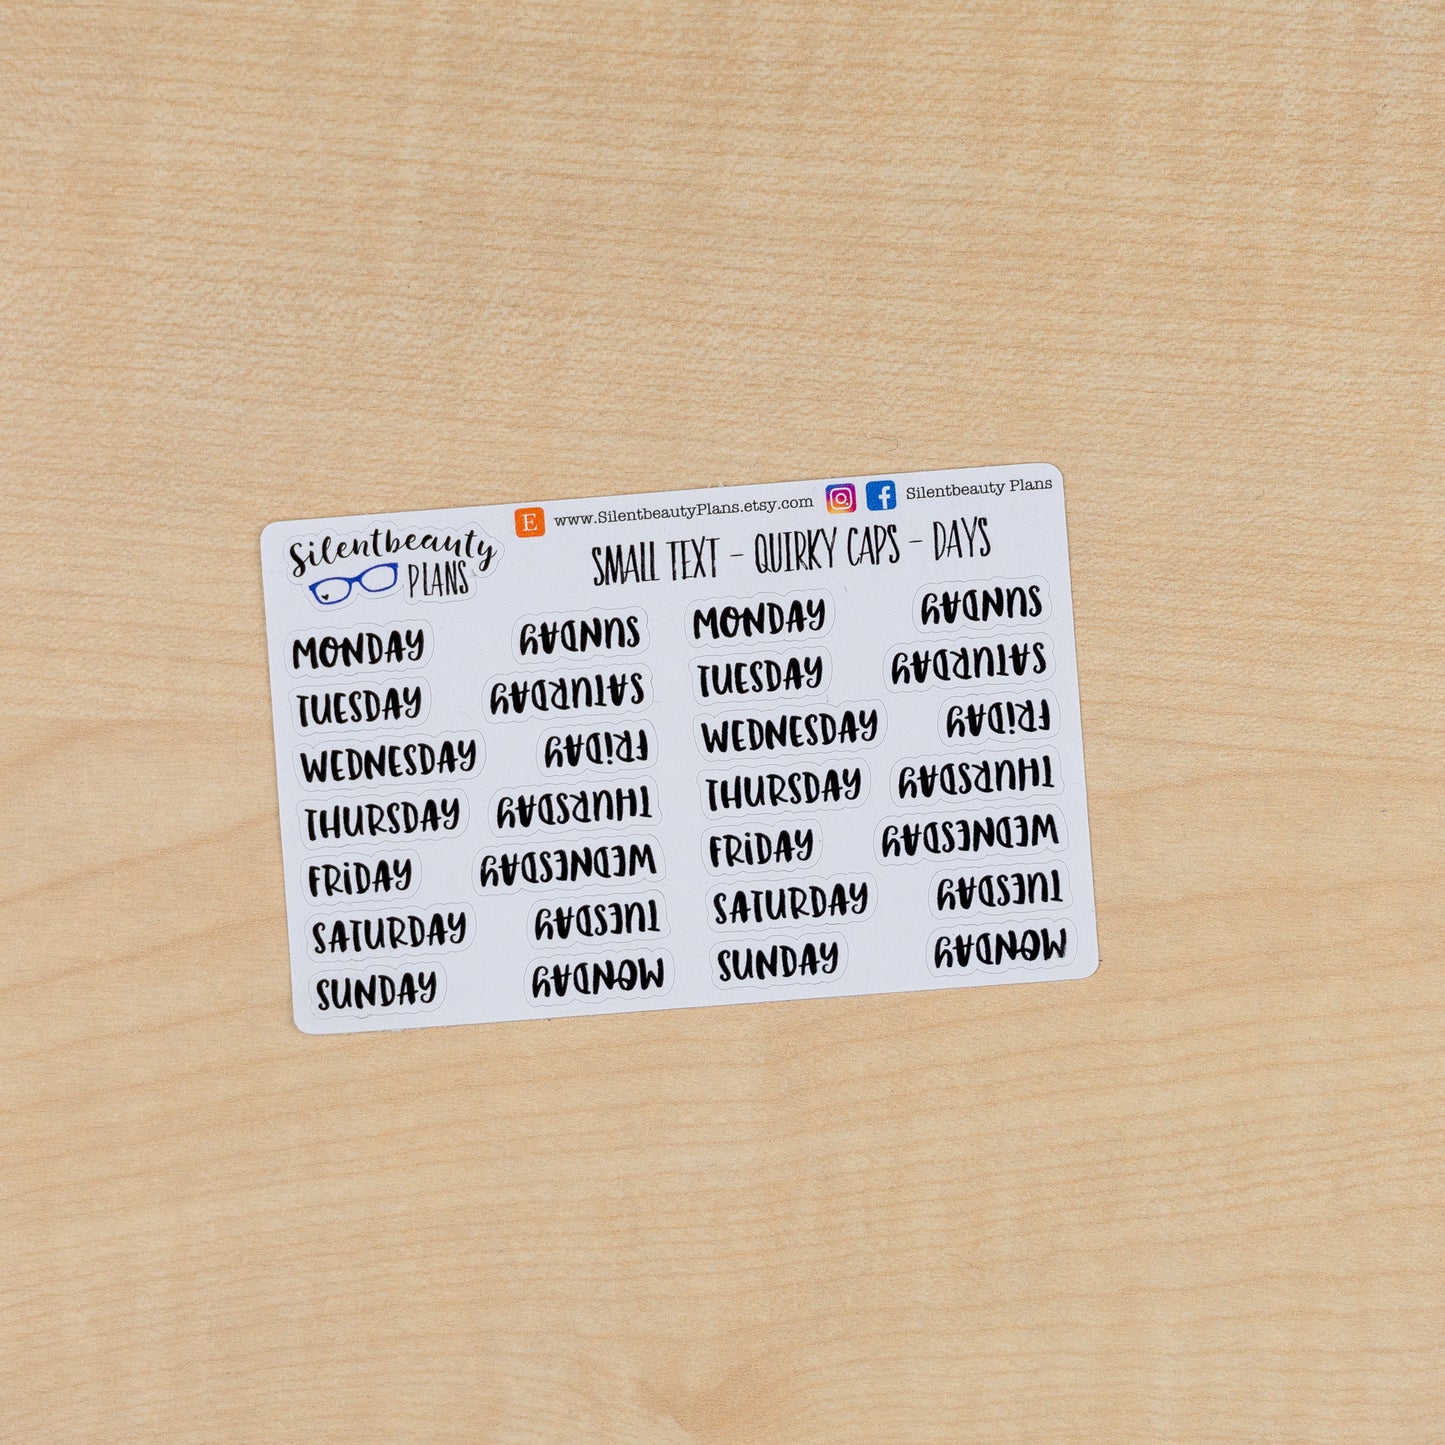 www.SilentbeautyPlans.etsy.com Silentbeauty Plans
Silentbeauty
PLANS
SMALL TEXT - QUIRKY CAPS - DAYS
MONDAY SUNDAY MONDAY SUNDAY
TUESDAY SATURDAY TUESDAY SATURDAY
WEDNESDAY FRiDAY WEDNESDAY FRiDAY
THURSDAY THURSDAY THURSDAY THURSDAY
FRiDAY WEDNESDAY FRiDAY WEDNESDAY
SATURDAY TUESDAY SATURDAY TUESDAY
SUNDAY MONDAY SUNDAY MONDAY